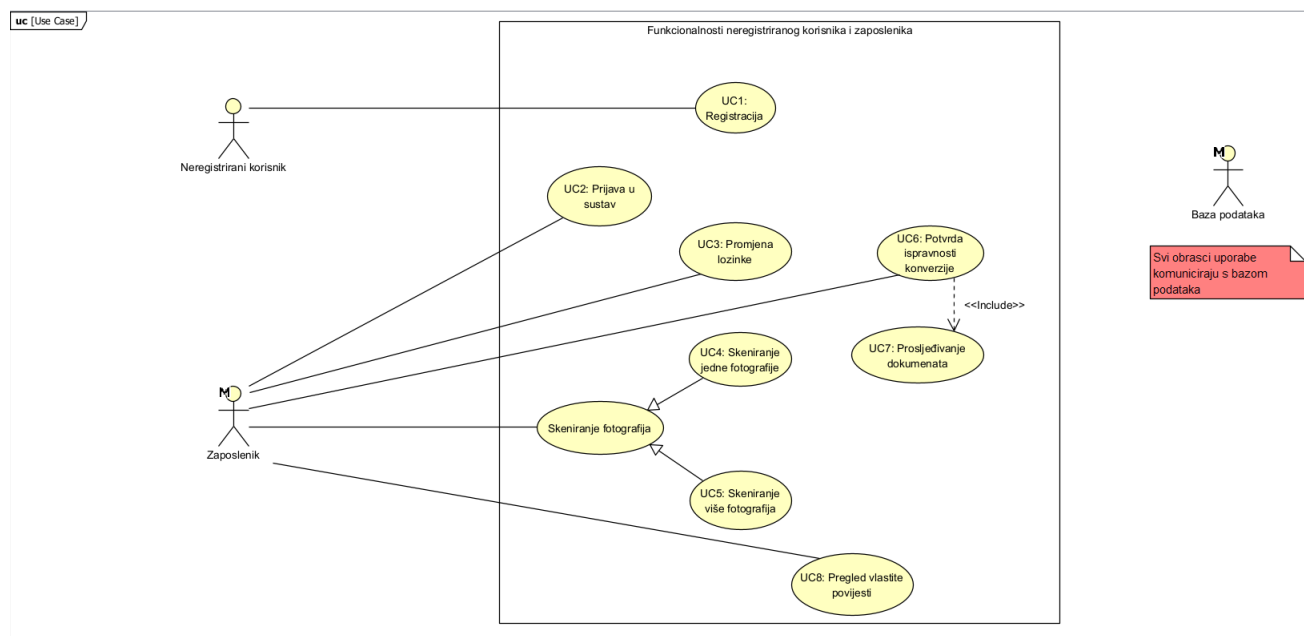 uc [Use Case]
Funkcionalnosti neregistriranog korisnika i zaposlenika
UC1:
Registracija
Neregistrirani korisnik
M
Baza podataka
UC2: Prijava u
sustav
UC3: Promjena
lozinke
UC6: Potvrda
ispravnosti
konverzije
Svi obrasci uporabe
komuniciraju s bazom
podataka
<<Include>>
UC4: Skeniranje
jedne fotografije
UC7: Prosljeđivanje
dokumenata
M
Zaposlenik
Skeniranje fotografija
UC5: Skeniranje
više fotografija
UC8: Pregled vlastite
povijesti